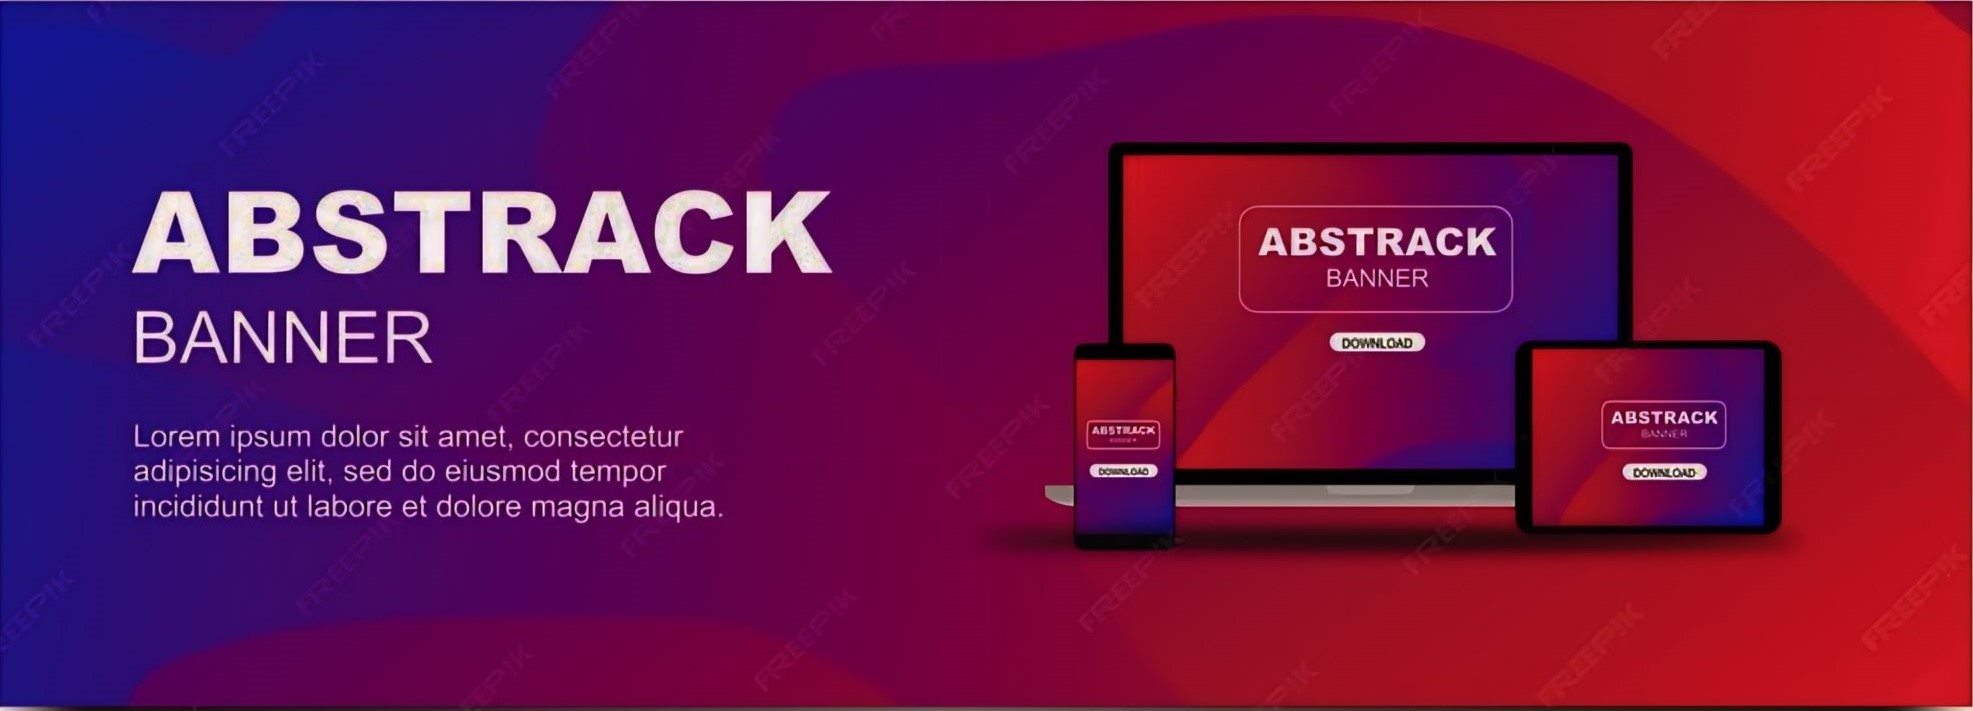 ABSTRACK
BANNER
Lorem ipsum dolor sit amet, consectetur
adipisicing elit, sed do eiusmod tempor
incididunt ut labore et dolore magna aliqua.
ABSTRACK
BANNER
DOWNLOAD
ABSTRACK
DOWNLOAD
ABSTRACK
BANNER
DOWNLOAD
FREEPIK